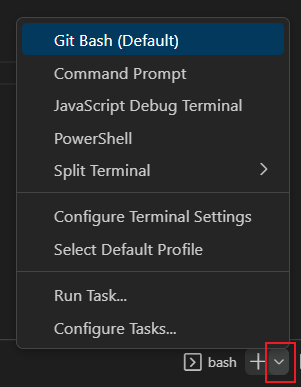 Git Bash (Default)
Command Prompt
JavaScript Debug Terminal
PowerShell
Split Terminal
Configure Terminal Settings
Select Default Profile
Run Task...
Configure Tasks...
bash